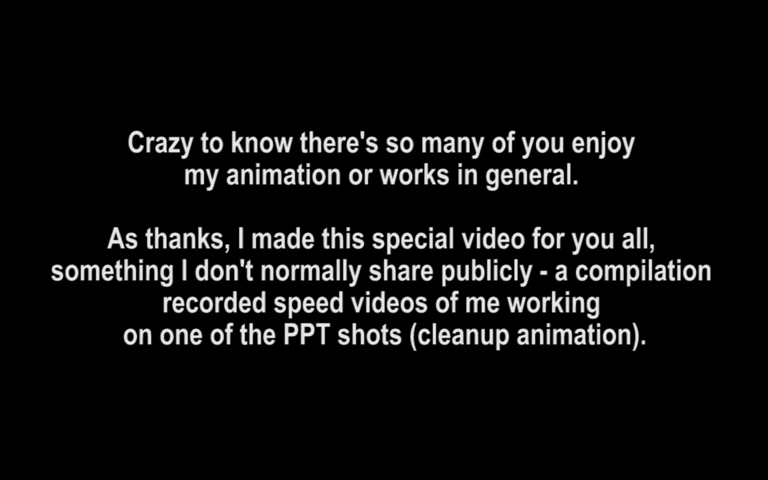 Crazy to know there's so many of you enjoy
my animation or works in general.
As thanks, I made this special video for you all,
something I don't normally share publicly - a compilation
recorded speed videos of me working
on one of the PPT shots (cleanup animation).